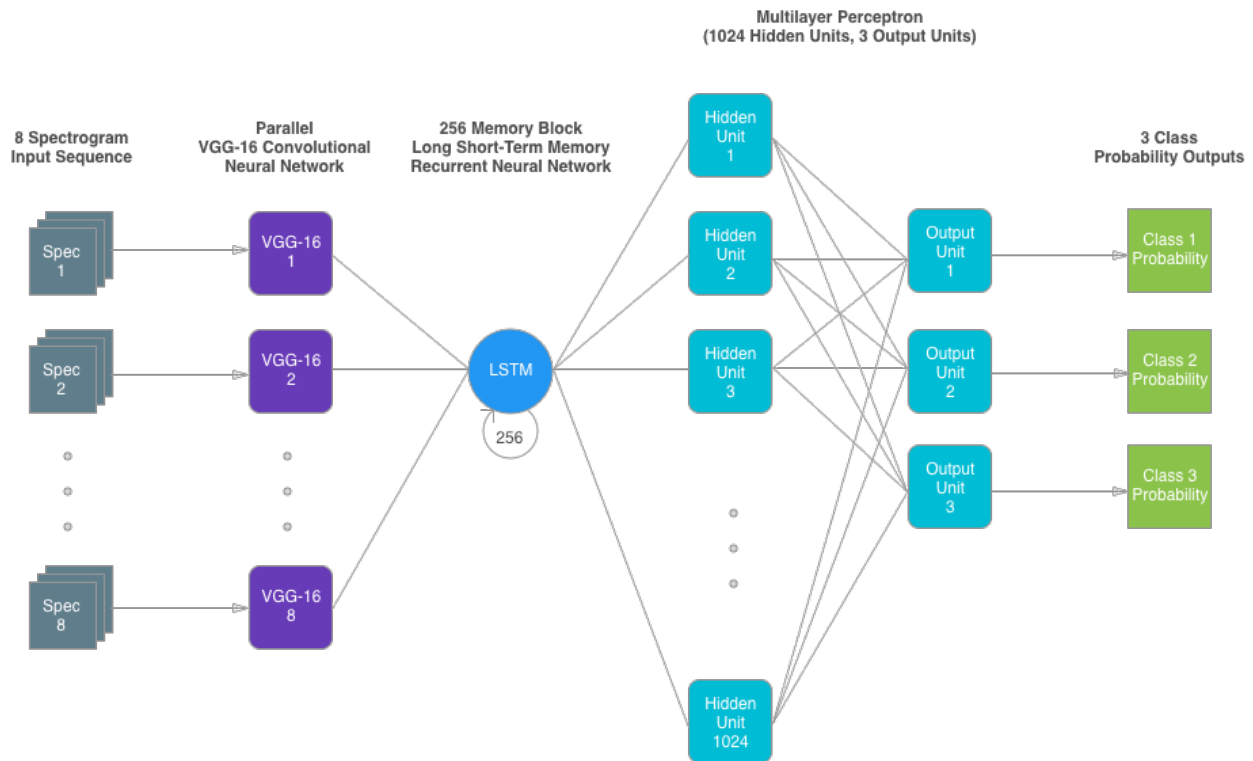 Multilayer Perceptron
(1024 Hidden Units, 3 Output Units)
8 Spectrogram
Input Sequence
Parallel
VGG-16 Convolutional
Neural Network
256 Memory Block
Long Short-Term Memory
Recurrent Neural Network
3 Class
Probability Outputs
Spec
1
Spec
2
Spec
8
VGG-16
1
VGG-16
2
VGG-16
8
LSTM
256
Hidden
Unit
1
Hidden
Unit
2
Hidden
Unit
3
Hidden
Unit
1024
Output
Unit
1
Output
Unit
2
Output
Unit
3
Class 1
Probability
Class 2
Probability
Class 3
Probability